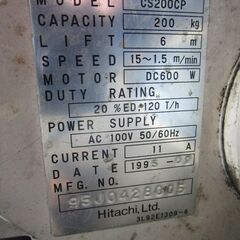 MODEL CS200CP
CAPACITY 200 kg
LIFT 6 m
SPEED 15~1.5 m/min
MOTOR DC600 W
DUTY RATING
20 %ED·120 T/h
POWER SUPPLY
AC 100V 50/60Hz
CURRENT 11 A
DATE 1995-09
MFG. NO.
Hitachi, Ltd.